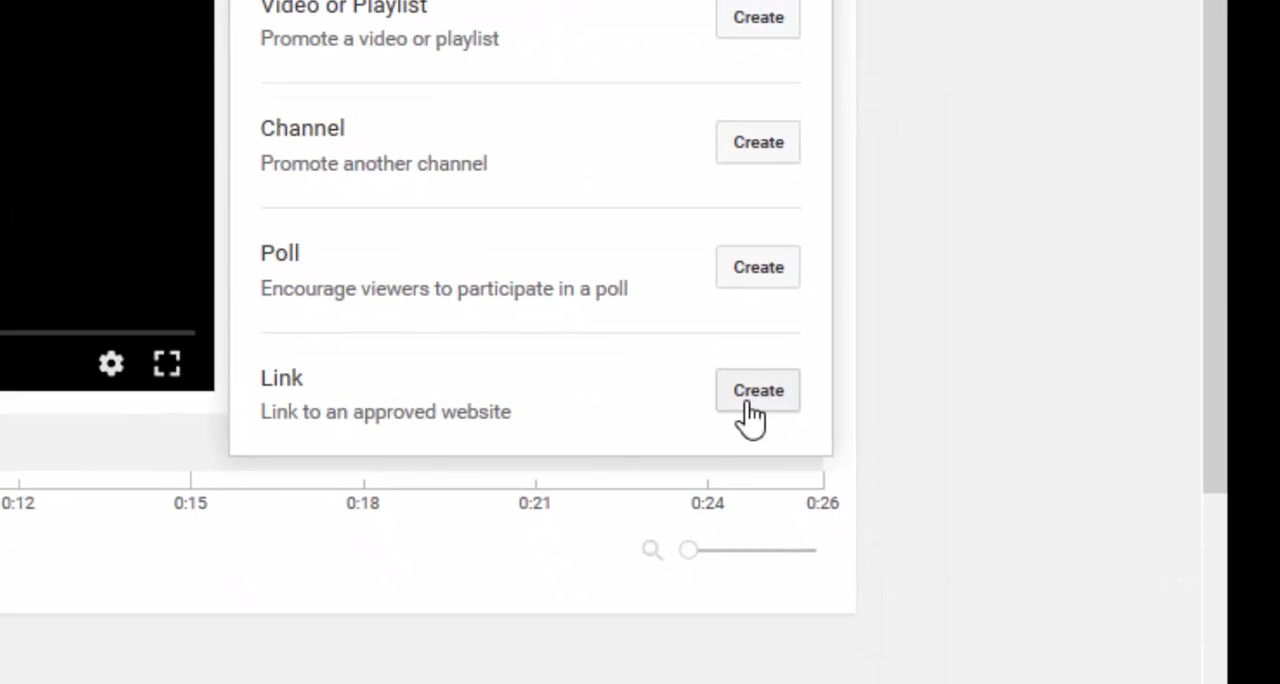 Video or Playlist
Create
Promote a video or playlist
Channel
Create
Promote another channel
Poll
Create
Encourage viewers to participate in a poll
Link
Create
Link to an approved website
0:12 0:15 0:18 0:21 0:24 0:26